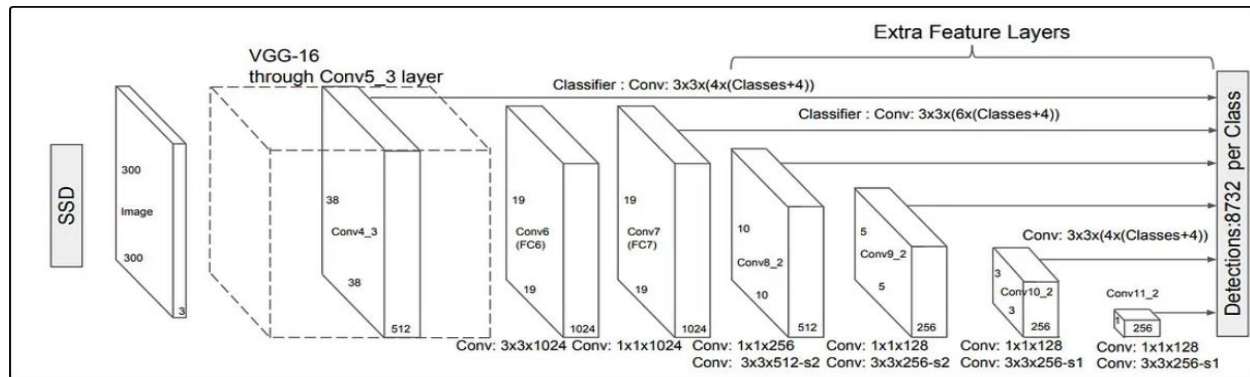 Extra Feature Layers
VGG-16
through Conv5_3 layer
Classifier : Conv: 3x3x(4x(Classes+4))
Classifier : Conv: 3x3x(6x(Classes+4))
SSD
300
Image
300
3
38
Conv4_3
38
512
19
Conv6
(FC6)
19
1024
19
Conv7
(FC7)
19
1024
10
Conv8_2
10
512
5
Conv9_2
5
256
Conv: 3x3x(4x(Classes+4))
3
Conv10_2
3
256
Conv11_2
1
256
Detections:8732 per Class
Conv: 3x3x1024
Conv: 1x1x1024
Conv: 1x1x256
Conv: 3x3x512-s2
Conv: 1x1x128
Conv: 3x3x256-s2
Conv: 1x1x128
Conv: 3x3x256-s1
Conv: 1x1x128
Conv: 3x3x256-s1